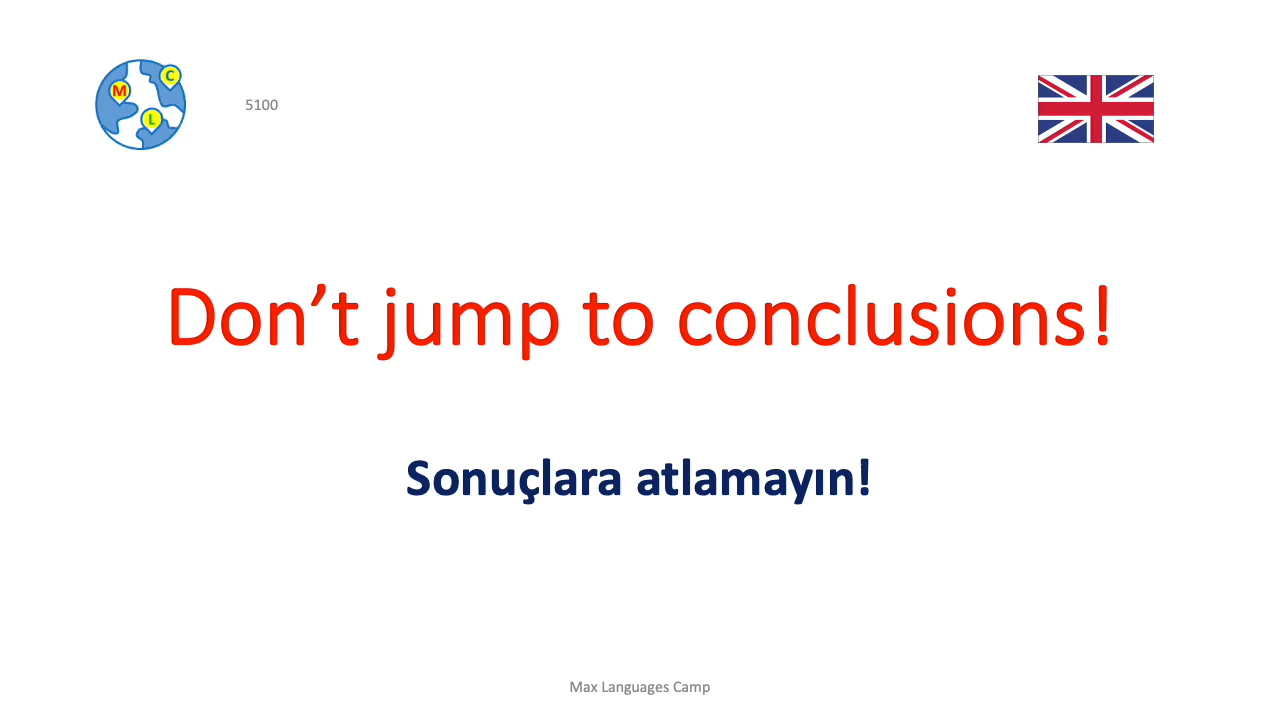 M
C
L
5100
Don’t jump to conclusions!
Sonuçlara atlamayın!
Max Languages Camp